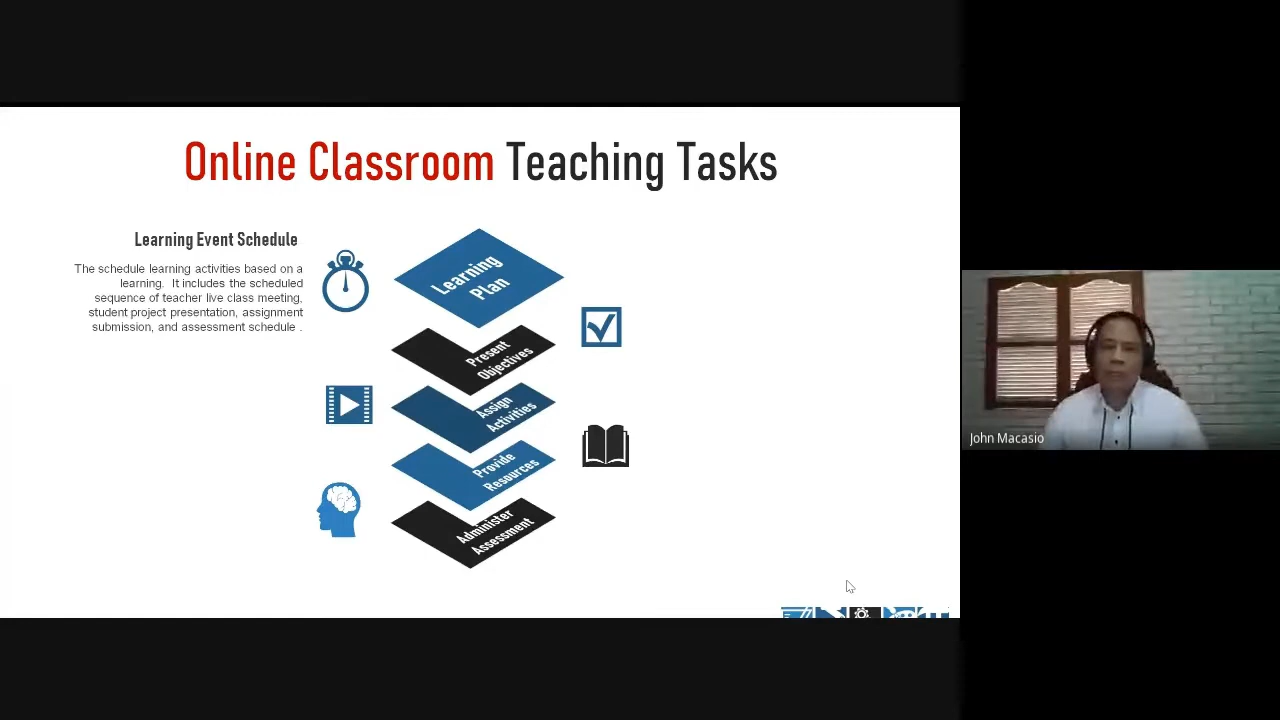 Online Classroom Teaching Tasks
Learning Event Schedule
The schedule learning activities based on a
learning. It includes the scheduled
sequence of teacher live class meeting,
student project presentation, assignment
submission, and assessment schedule .
Learning
Plan
Present
Objectives
Assign
Activities
Provide
Resources
Administer
Assessment
John Macasio